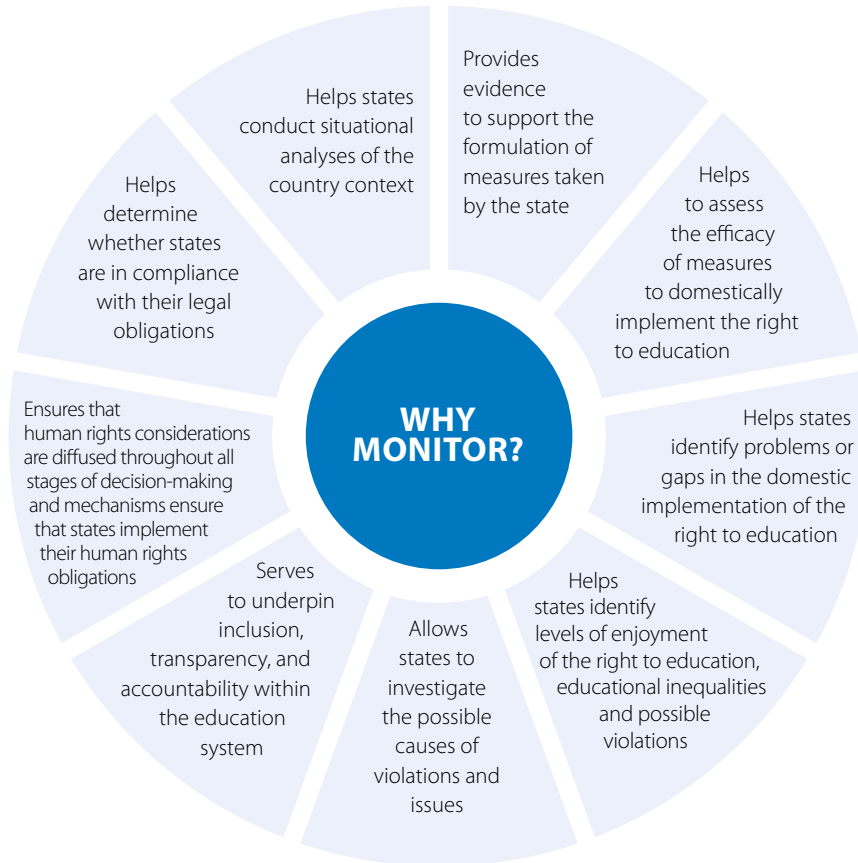 WHY
MONITOR?
Provides
evidence
to support the
formulation of
measures taken
by the state
Helps
to assess
the efficacy
of measures
to domestically
implement the right
to education
Helps states
identify problems or
gaps in the domestic
implementation of the
right to education
Helps
states identify
levels of enjoyment
of the right to education,
educational inequalities
and possible
violations
Allows
states to
investigate
the possible
causes of
violations and
issues
Serves
to underpin
inclusion,
transparency, and
accountability within
the education
system
Ensures that
human rights considerations
are diffused throughout all
stages of decision-making
and mechanisms ensure
that states implement
their human rights
obligations
Helps
determine
whether states
are in compliance
with their legal
obligations
Helps states
conduct situational
analyses of the
country context